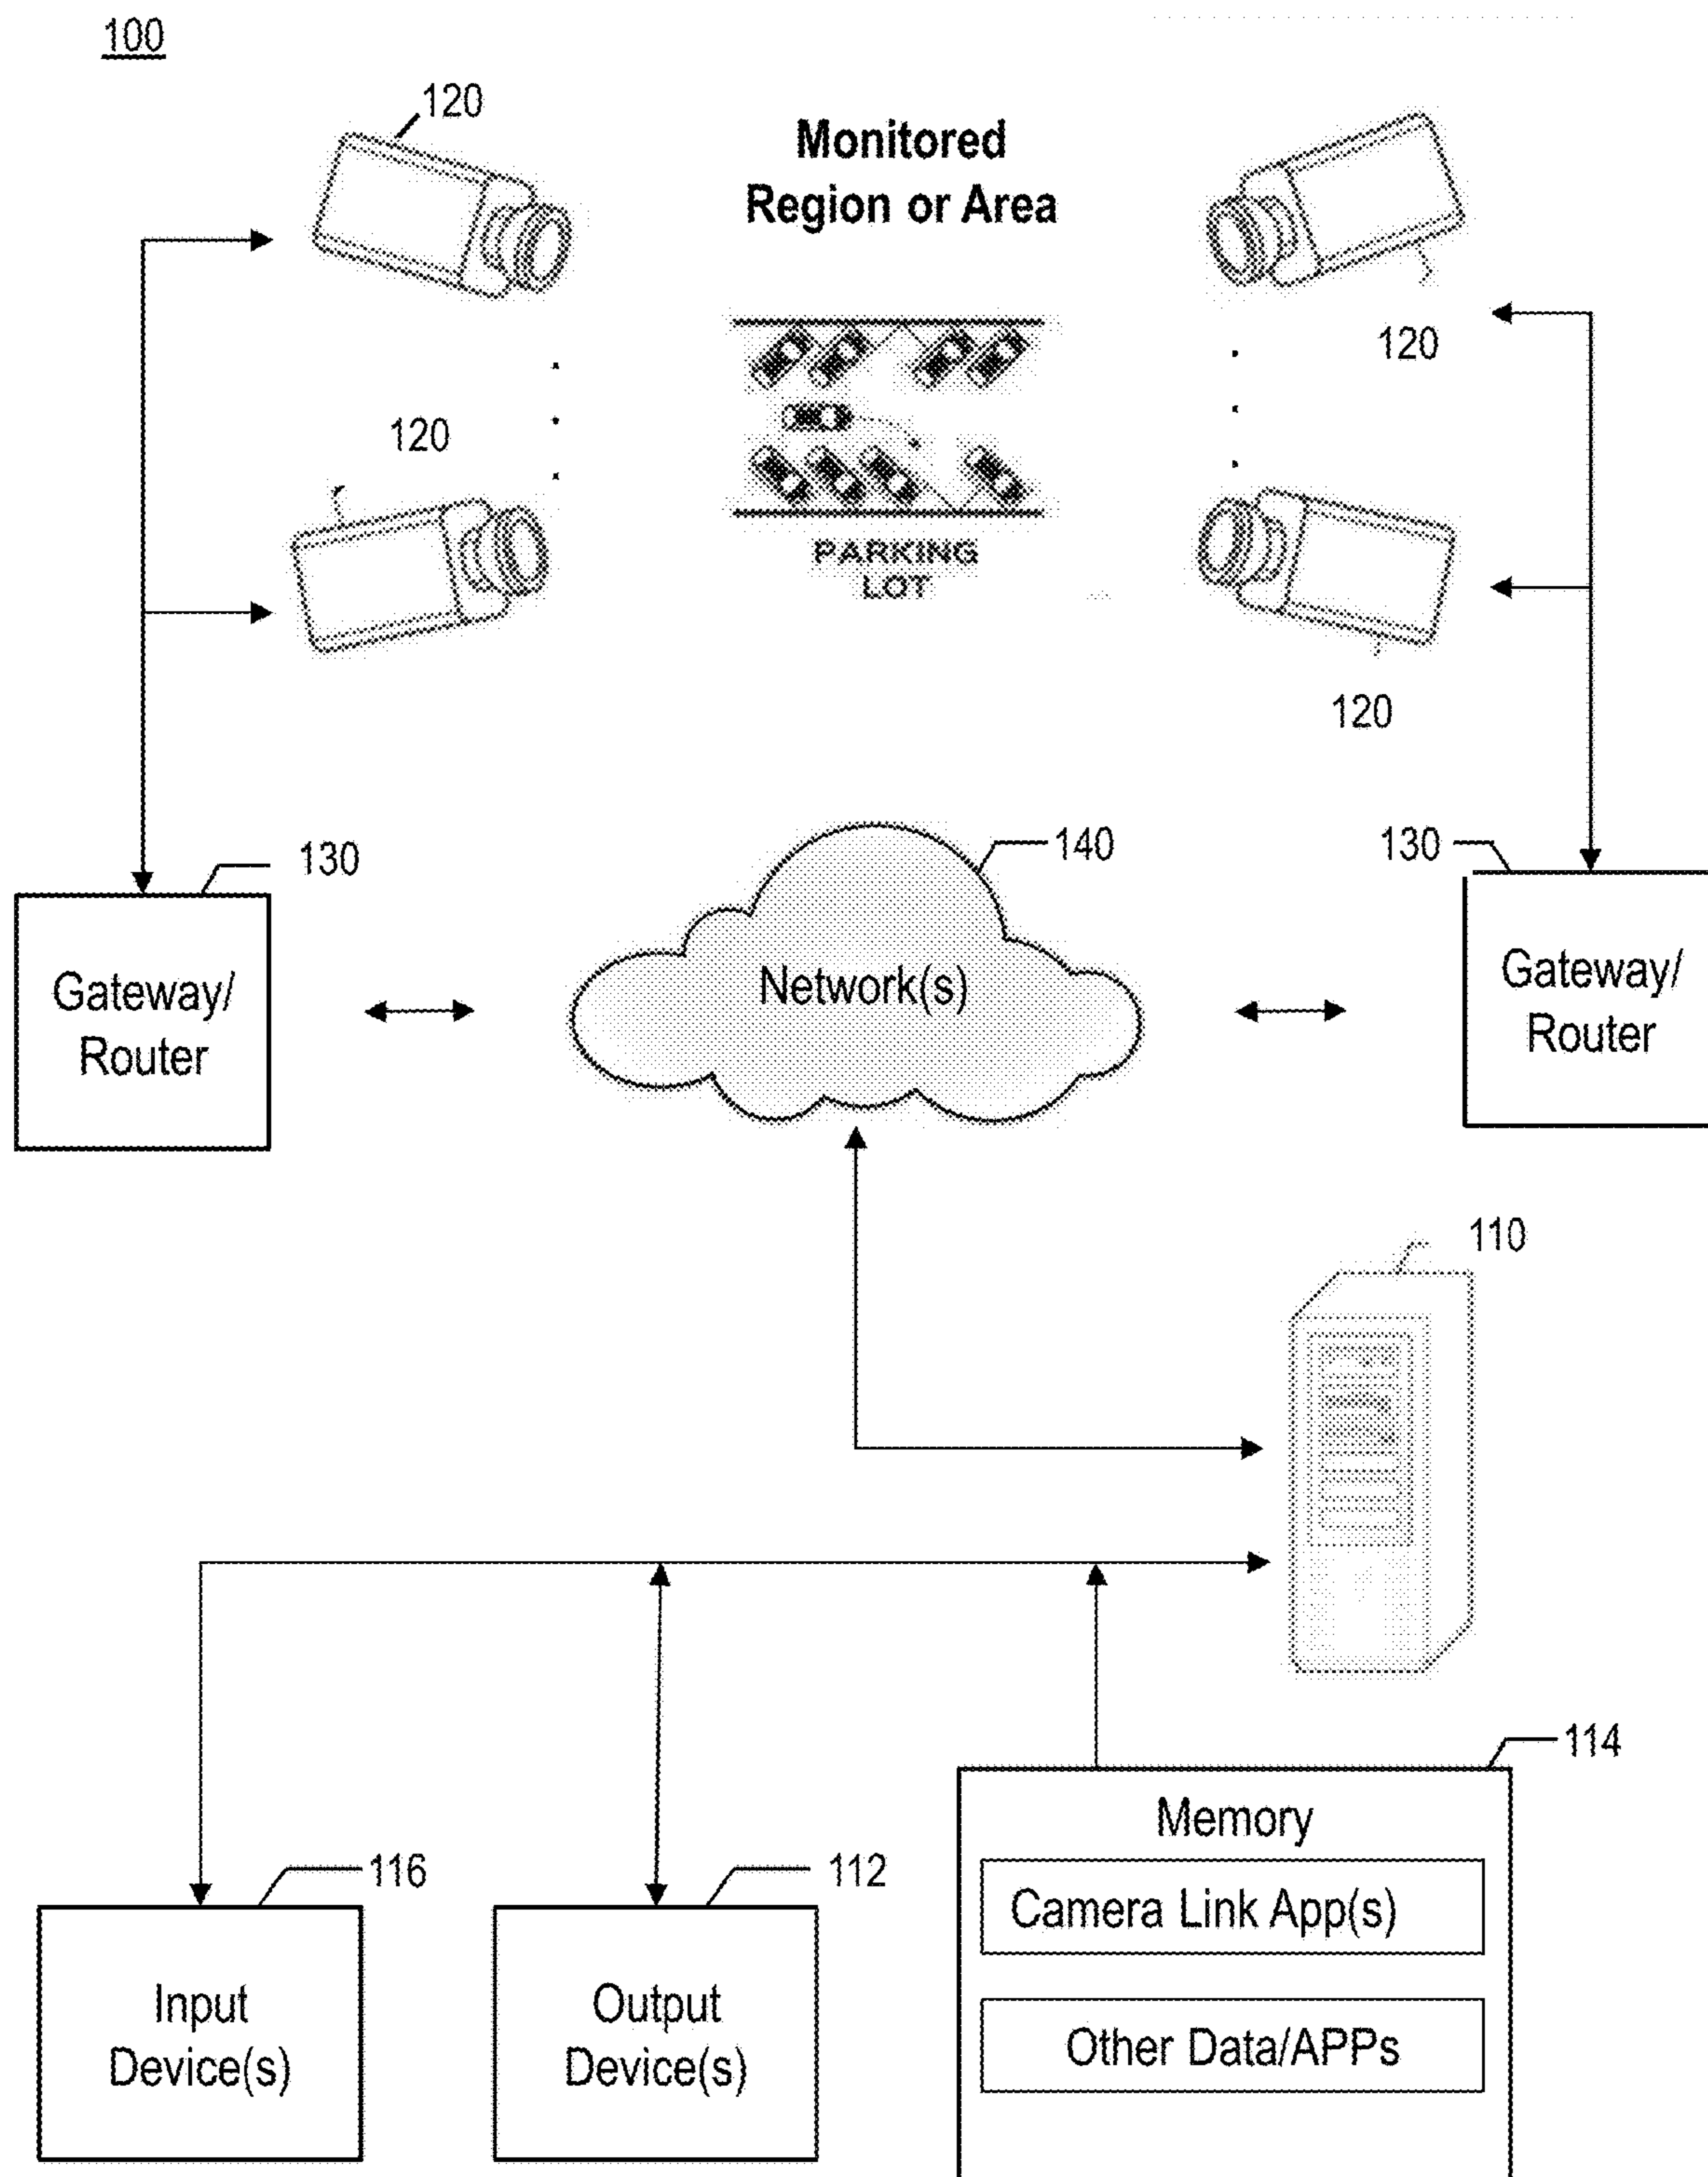 100
120
Monitored
Region or Area
120
120
PARKING
LOT
120
130
140
130
Gateway/
Router
Network(s)
Gateway/
Router
110
114
Memory
116
112
Camera Link App(s)
Input
Device(s)
Output
Device(s)
Other Data/APPs